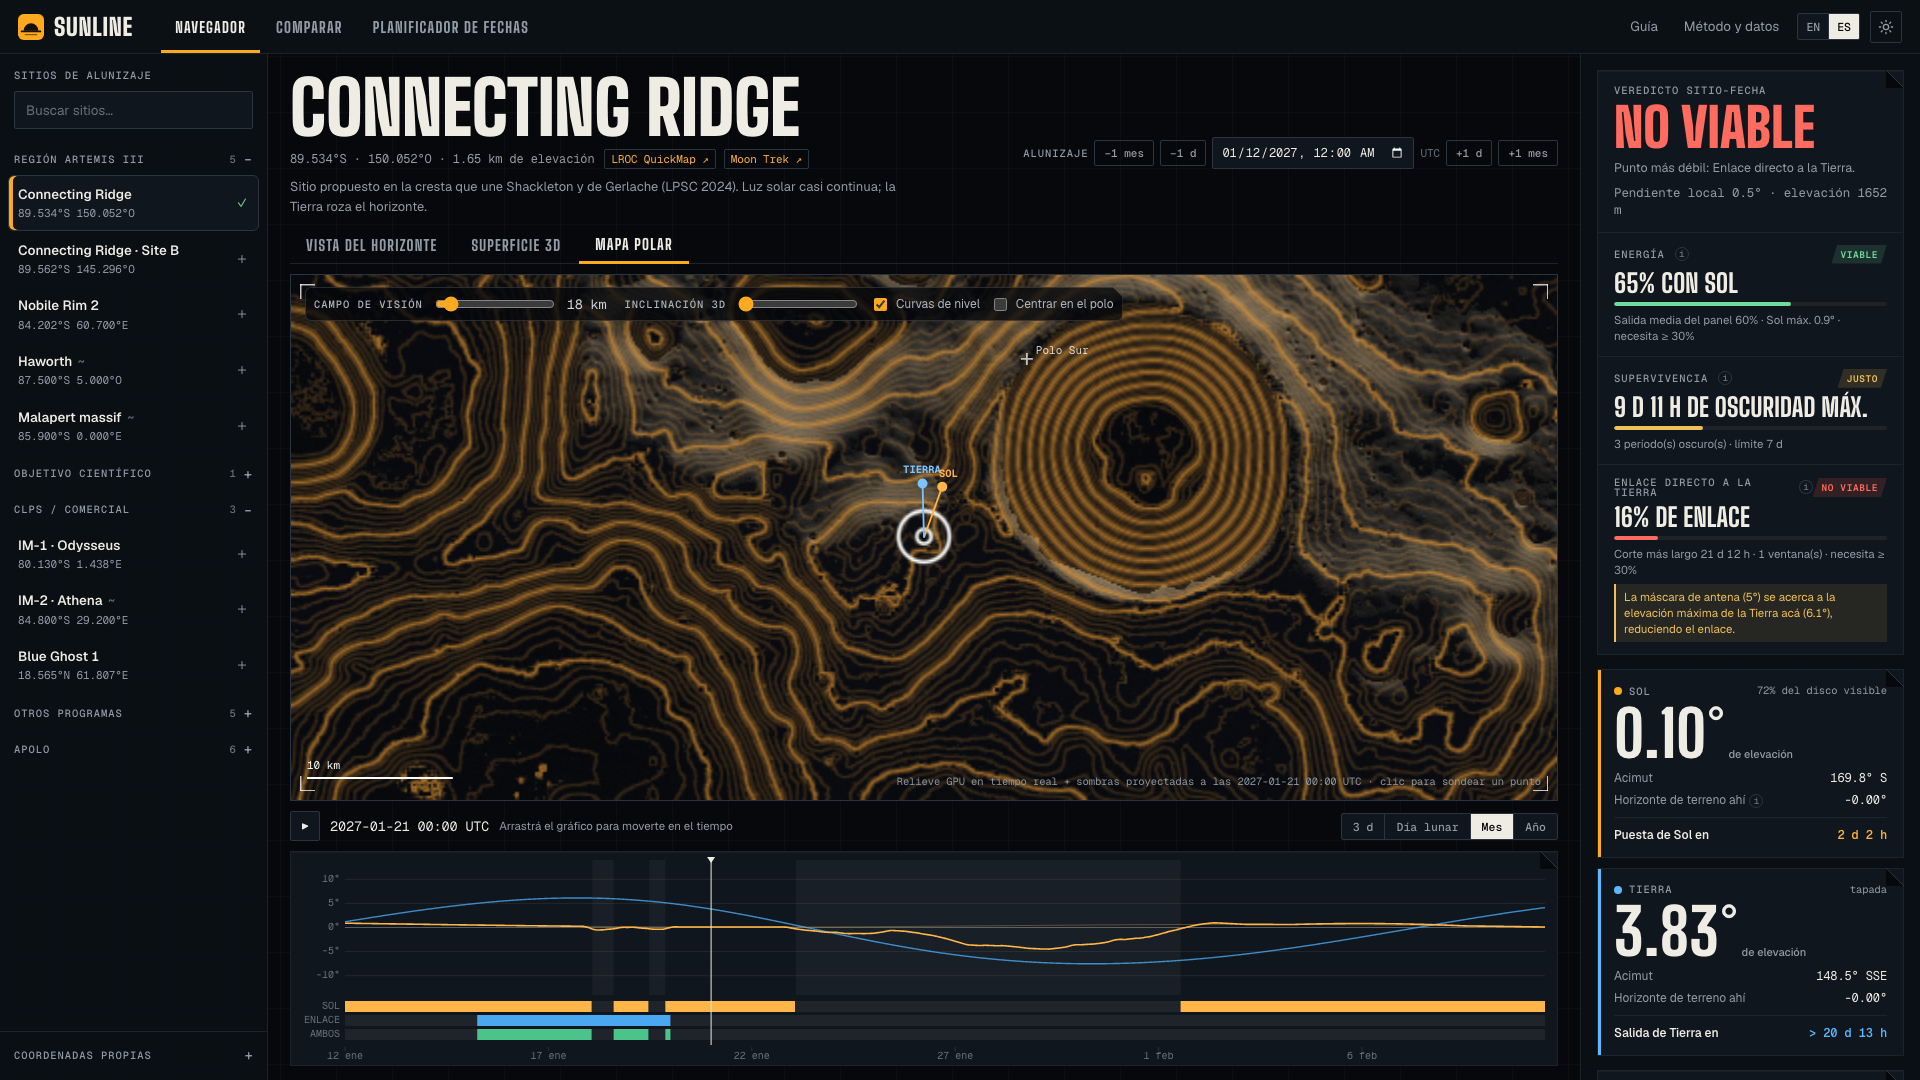 SUNLINE
NAVEGADOR
COMPARAR
PLANIFICADOR DE FECHAS
Guía
Método y datos
EN
ES
SITIOS DE ALUNIZAJE
Buscar sitios…
REGIÓN ARTEMIS III 5 −
Connecting Ridge
89.534°S 150.052°O ✓
Connecting Ridge · Site B
89.562°S 145.296°O +
Nobile Rim 2
84.202°S 60.700°E +
Haworth ~
87.500°S 5.000°O +
Malapert massif ~
85.900°S 0.000°E +
OBJETIVO CIENTÍFICO 1 +
CLPS / COMERCIAL 3 −
IM-1 · Odysseus
80.130°S 1.438°E +
IM-2 · Athena ~
84.800°S 29.200°E +
Blue Ghost 1
18.565°N 61.807°E +
OTROS PROGRAMAS 5 +
APOLO 6 +
COORDENADAS PROPIAS +
CONNECTING RIDGE
89.534°S · 150.052°O · 1.65 km de elevación
LROC QuickMap ↗
Moon Trek ↗
Sitio propuesto en la cresta que une Shackleton y de Gerlache (LPSC 2024). Luz solar casi continua; la
Tierra roza el horizonte.
ALUNIZAJE
−1 mes
−1 d
01/12/2027, 12:00 AM
UTC
+1 d
+1 mes
VISTA DEL HORIZONTE
SUPERFICIE 3D
MAPA POLAR
CAMPO DE VISIÓN
18 km
INCLINACIÓN 3D
Curvas de nivel
Centrar en el polo
Polo Sur
TIERRA
SOL
10 km
Relieve GPU en tiempo real + sombras proyectadas a las 2027-01-21 00:00 UTC · clic para sondear un punto
2027-01-21 00:00 UTC
Arrastrá el gráfico para moverte en el tiempo
3 d
Día lunar
Mes
Año
10°
5°
0°
-5°
-10°
SOL
ENLACE
AMBOS
12 ene
17 ene
22 ene
27 ene
1 feb
6 feb
VEREDICTO SITIO-FECHA
NO VIABLE
Punto más débil: Enlace directo a la Tierra.
Pendiente local 0.5° · elevación 1652
m
ENERGÍA i VIABLE
65% CON SOL
Salida media del panel 60% · Sol máx. 0.9° ·
necesita ≥ 30%
SUPERVIVENCIA i JUSTO
9 D 11 H DE OSCURIDAD MÁX.
3 período(s) oscuro(s) · límite 7 d
ENLACE DIRECTO A LA
TIERRA i NO VIABLE
16% DE ENLACE
Corte más largo 21 d 12 h · 1 ventana(s) · necesita ≥
30%
La máscara de antena (5°) se acerca a la
elevación máxima de la Tierra acá (6.1°),
reduciendo el enlace.
SOL
72% del disco visible
0.10° de elevación
Acimut 169.8° S
Horizonte de terreno ahí i -0.00°
Puesta de Sol en 2 d 2 h
TIERRA
tapada
3.83° de elevación
Acimut 148.5° SSE
Horizonte de terreno ahí -0.00°
Salida de Tierra en > 20 d 13 h